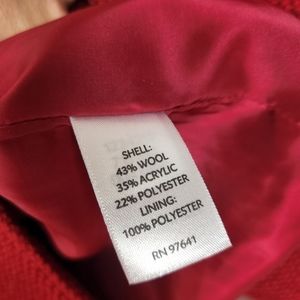 SHELL:
43% WOOL
35% ACRYLIC
22% POLYESTER
LINING:
100% POLYESTER
RN 97641